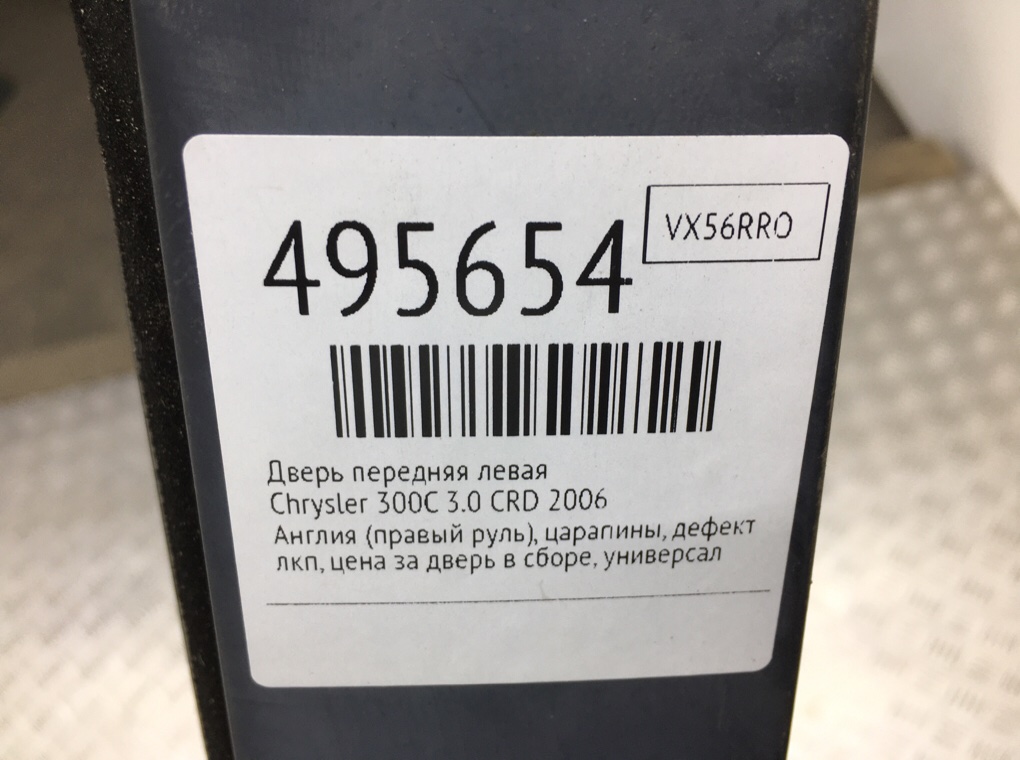 495654
VX56RRO
Дверь передняя левая
Chrysler 300C 3.0 CRD 2006
Англия (правый руль), царапины, дефект
лкп, цена за дверь в сборе, универсал